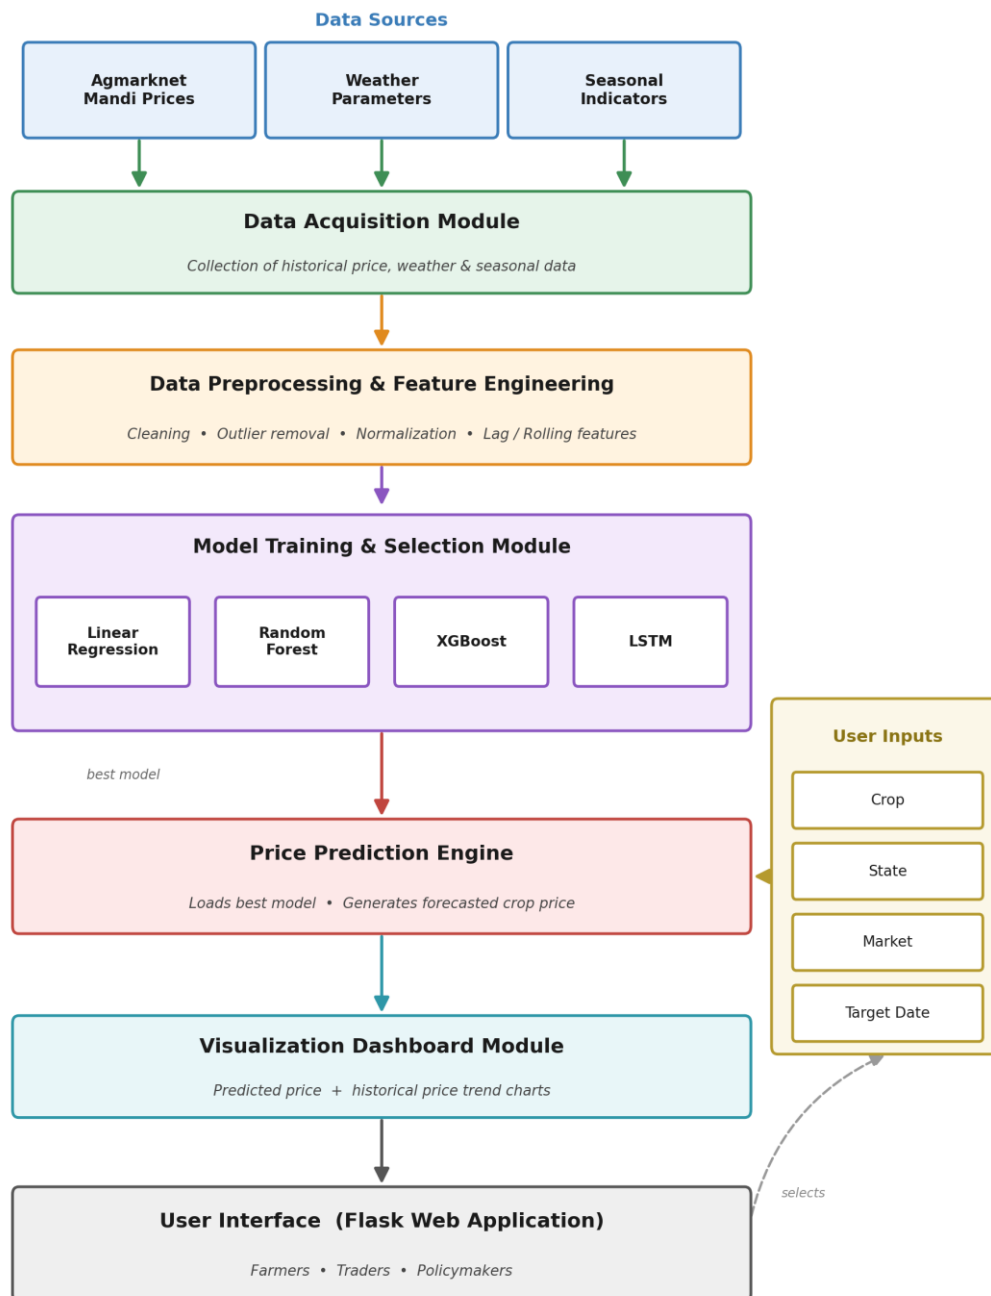 Data Sources
Agmarknet
Mandi Prices
Weather
Parameters
Seasonal
Indicators
Data Acquisition Module
Collection of historical price, weather & seasonal data
Data Preprocessing & Feature Engineering
Cleaning • Outlier removal • Normalization • Lag / Rolling features
Model Training & Selection Module
Linear
Regression
Random
Forest
XGBoost
LSTM
best model
Price Prediction Engine
Loads best model • Generates forecasted crop price
User Inputs
Crop
State
Market
Target Date
Visualization Dashboard Module
Predicted price + historical price trend charts
selects
User Interface (Flask Web Application)
Farmers • Traders • Policymakers